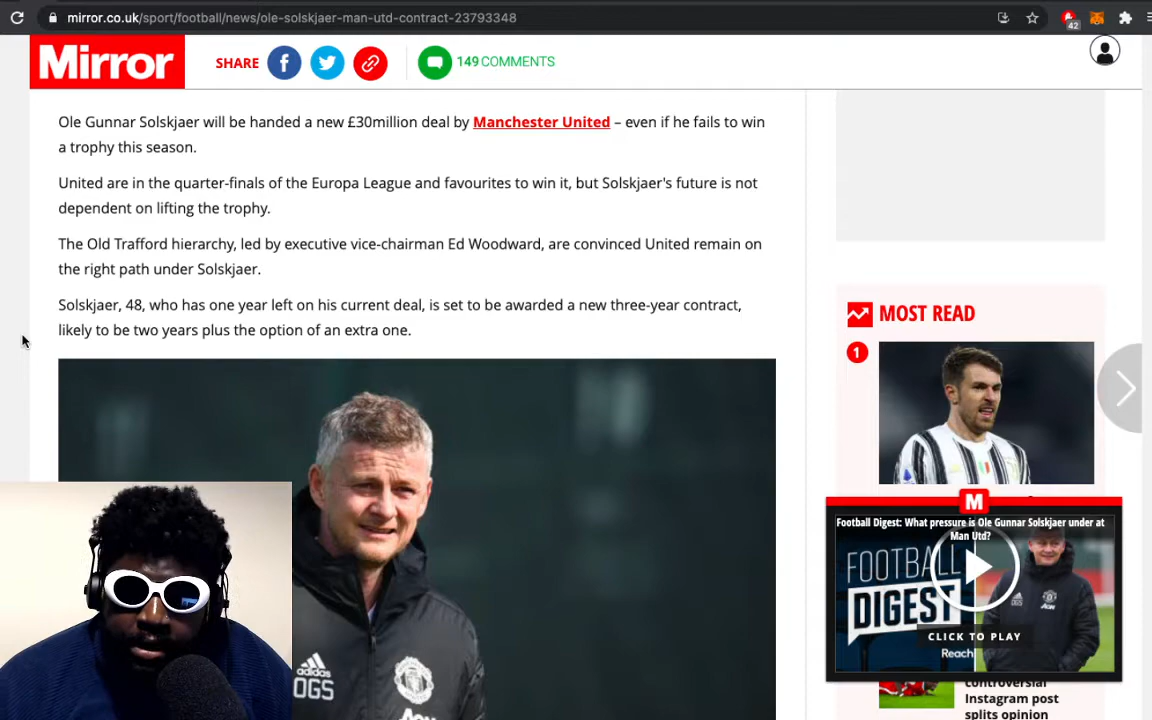 mirror.co.uk/sport/football/news/ole-solskjaer-man-utd-contract-23793348
42
Mirror
SHARE
149 COMMENTS
Ole Gunnar Solskjaer will be handed a new £30million deal by Manchester United – even if he fails to win
a trophy this season.
United are in the quarter-finals of the Europa League and favourites to win it, but Solskjaer's future is not
dependent on lifting the trophy.
The Old Trafford hierarchy, led by executive vice-chairman Ed Woodward, are convinced United remain on
the right path under Solskjaer.
Solskjaer, 48, who has one year left on his current deal, is set to be awarded a new three-year contract,
likely to be two years plus the option of an extra one.
adidas
OGS
MOST READ
1
M
Football Digest: What pressure is Ole Gunnar Solskjaer under at
Man Utd?
FOOTBALL
DIGEST
AON
CLICK TO PLAY
Reach
controversial
Instagram post
splits opinion